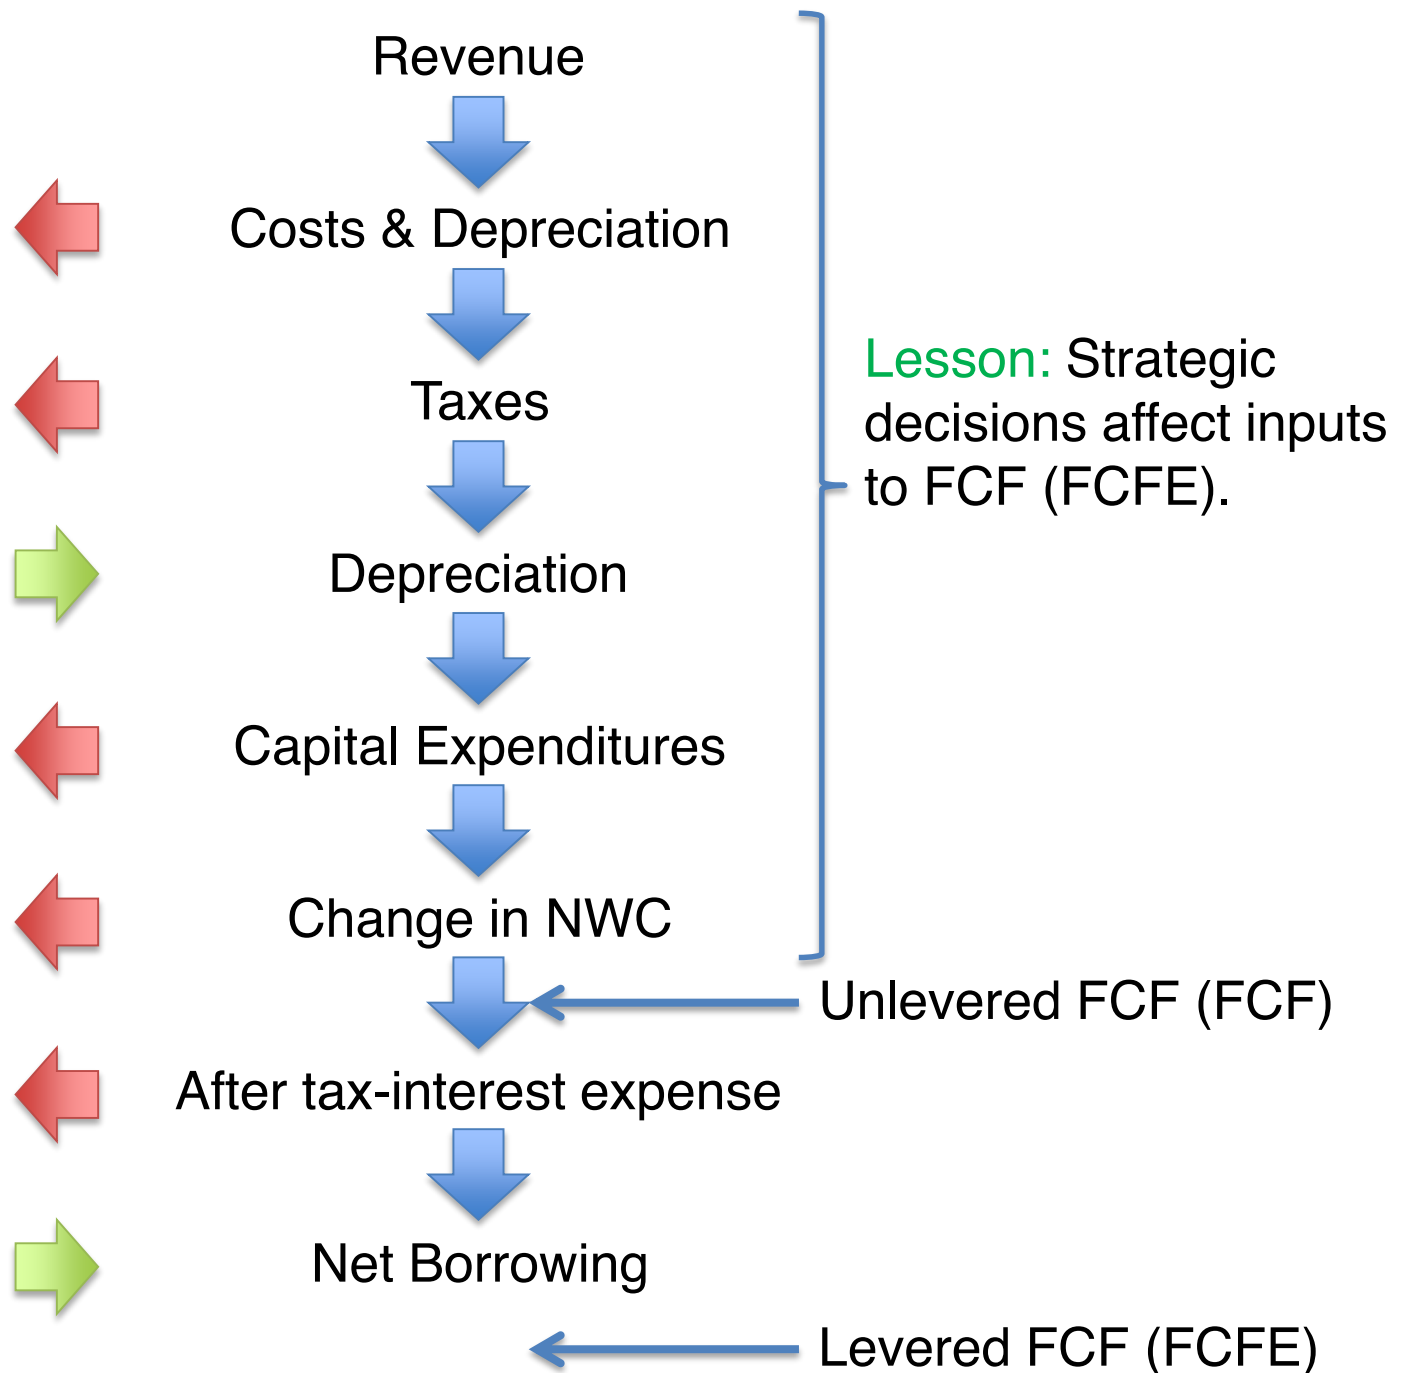 Revenue
Costs & Depreciation
Taxes
Lesson: Strategic
decisions affect inputs
to FCF (FCFE).
Depreciation
Capital Expenditures
Change in NWC
Unlevered FCF (FCF)
After tax-interest expense
Net Borrowing
Levered FCF (FCFE)